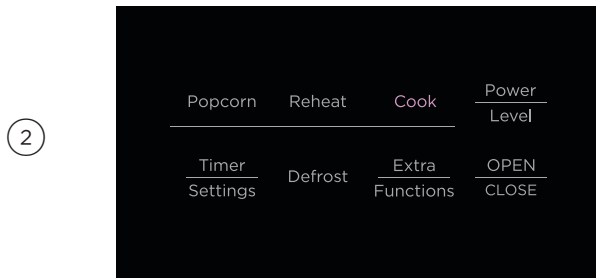 2
Popcorn Reheat Cook Power
Level
Timer Defrost Extra OPEN
Settings Functions CLOSE